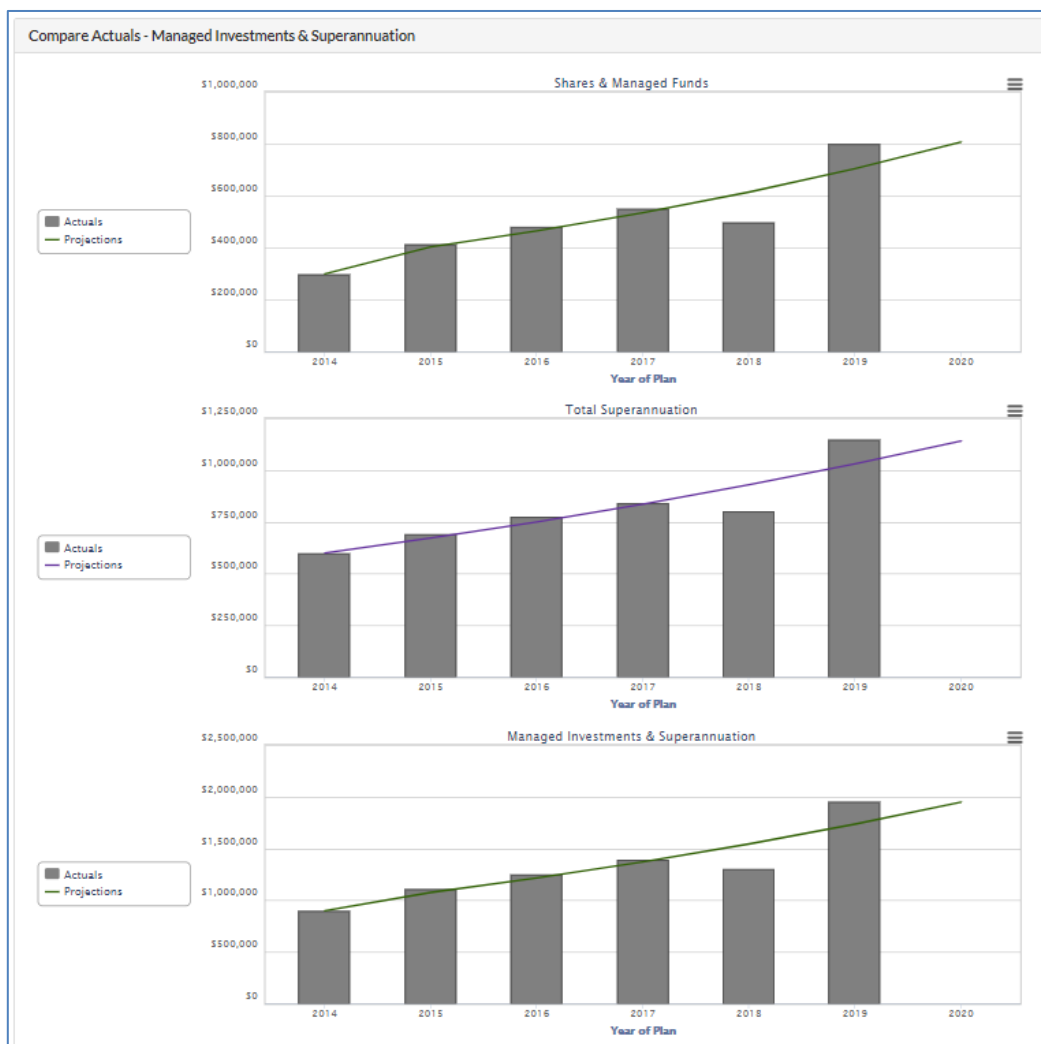 Compare Actuals - Managed Investments & Superannuation
Shares & Managed Funds
$1,000,000
$800,000
$600,000
$400,000
$200,000
$0
Actuals
Projections
2014 2015 2016 2017 2018 2019 2020
Year of Plan
Total Superannuation
$1,250,000
$1,000,000
$750,000
$500,000
$250,000
$0
Actuals
Projections
2014 2015 2016 2017 2018 2019 2020
Year of Plan
Managed Investments & Superannuation
$2,500,000
$2,000,000
$1,500,000
$1,000,000
$500,000
$0
Actuals
Projections
2014 2015 2016 2017 2018 2019 2020
Year of Plan